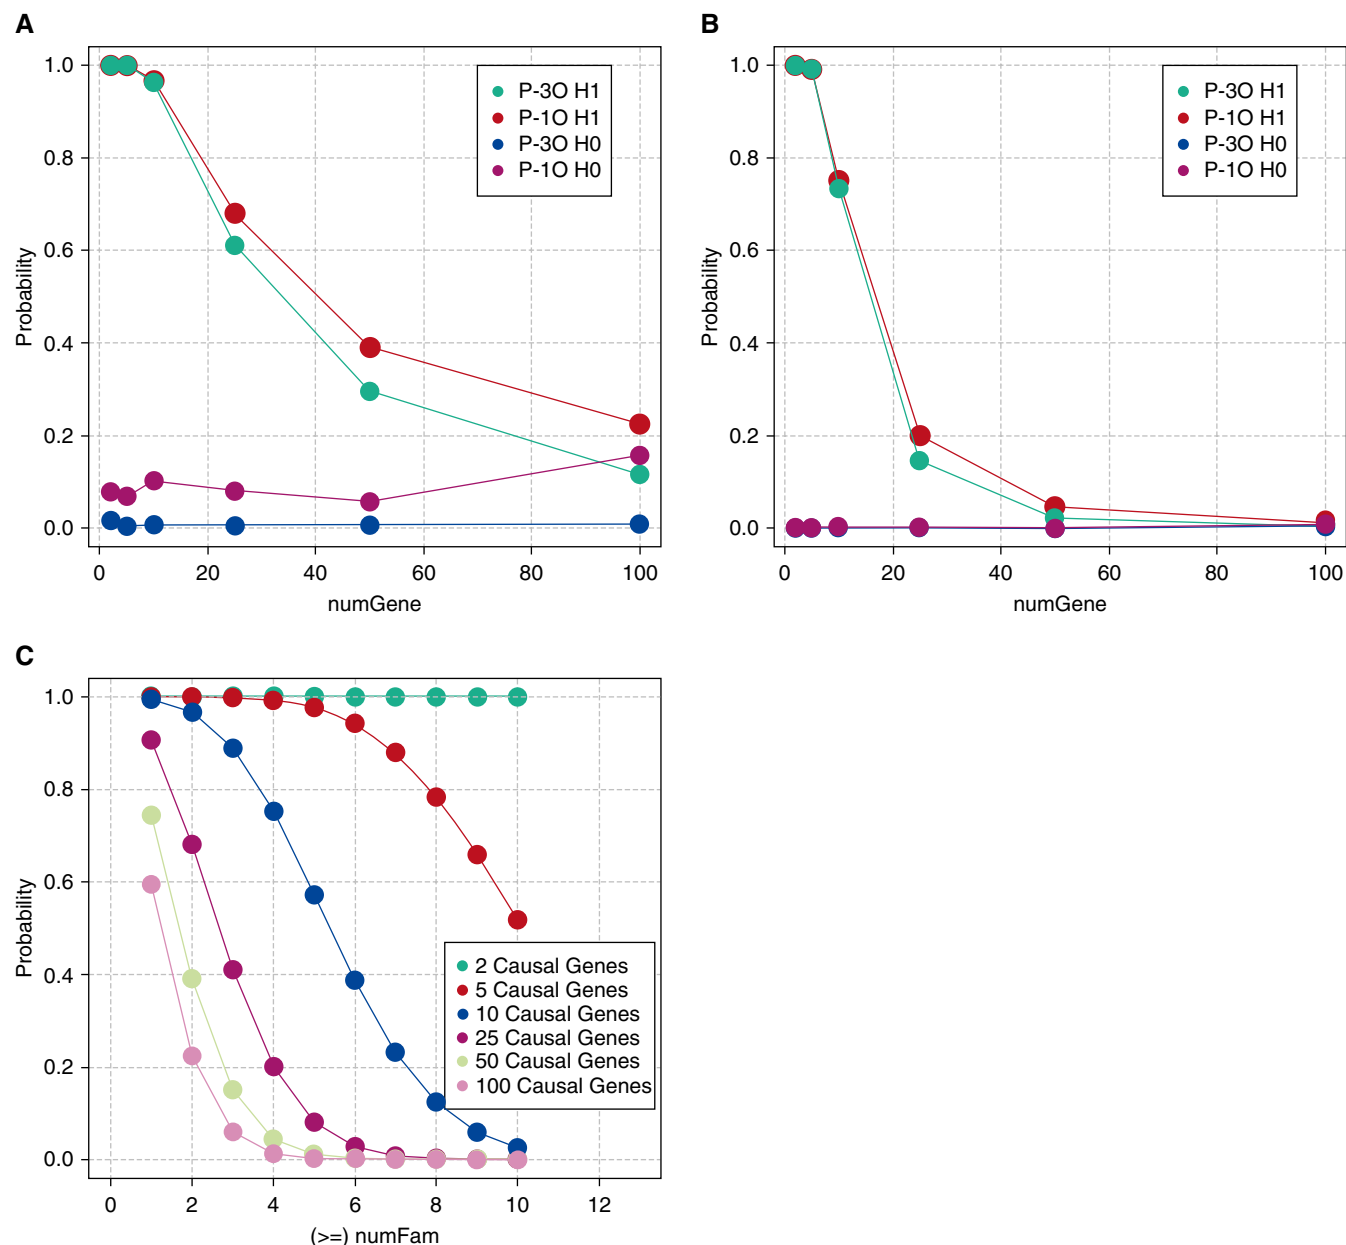 A
Probability
1.0
0.8
0.6
0.4
0.2
0.0
P-3O H1
P-1O H1
P-3O H0
P-1O H0
0 20 40 60 80 100
numGene
B
Probability
1.0
0.8
0.6
0.4
0.2
0.0
P-3O H1
P-1O H1
P-3O H0
P-1O H0
0 20 40 60 80 100
numGene
C
Probability
1.0
0.8
0.6
0.4
0.2
0.0
2 Causal Genes
5 Causal Genes
10 Causal Genes
25 Causal Genes
50 Causal Genes
100 Causal Genes
0 2 4 6 8 10 12
(>=) numFam